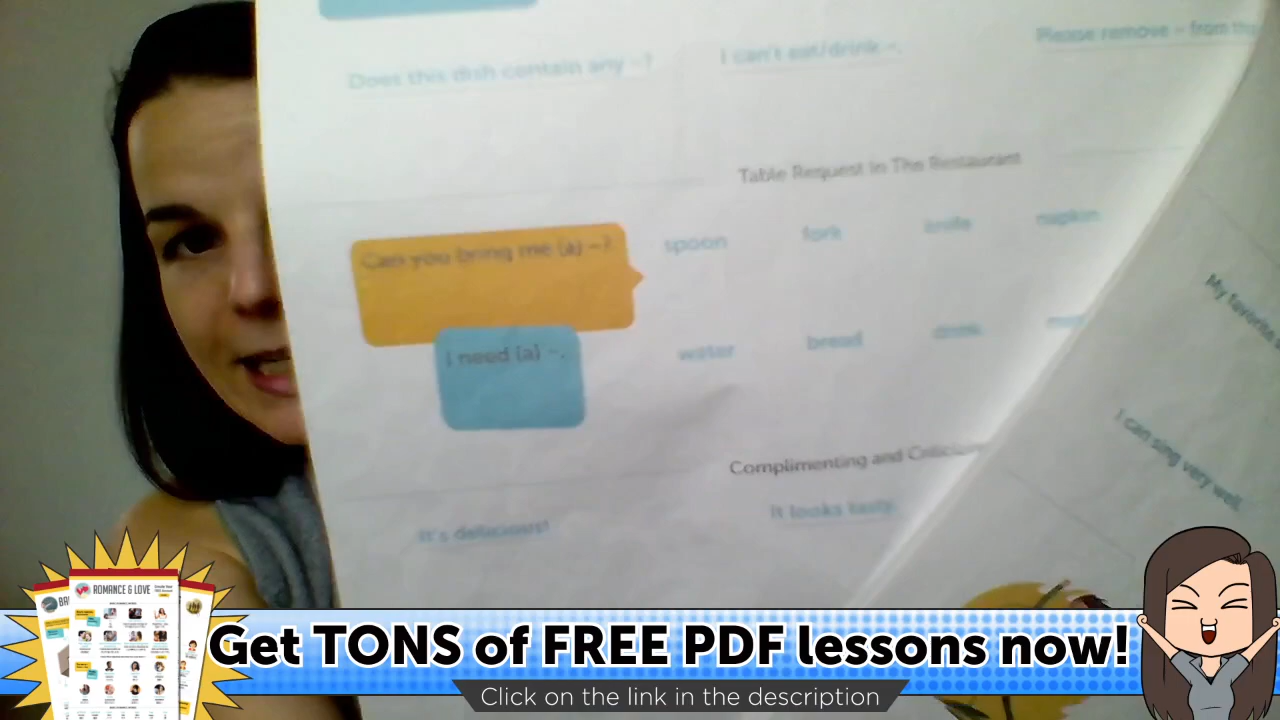 Does this dish contain any ~?
I can't eat/drink ~.
Please remove ~ from
Table Request In The Restaurant
Can you bring me (a) ~?
spoon
fork
knife
napkin
I need (a) ~.
water
bread
drink
Complimenting and
It's delicious!
It looks tasty.
My favorite
I can sing very well.
ROMANCE & LOVE
Get TONS of FREE PDF lessons now!
Click on the link in the description